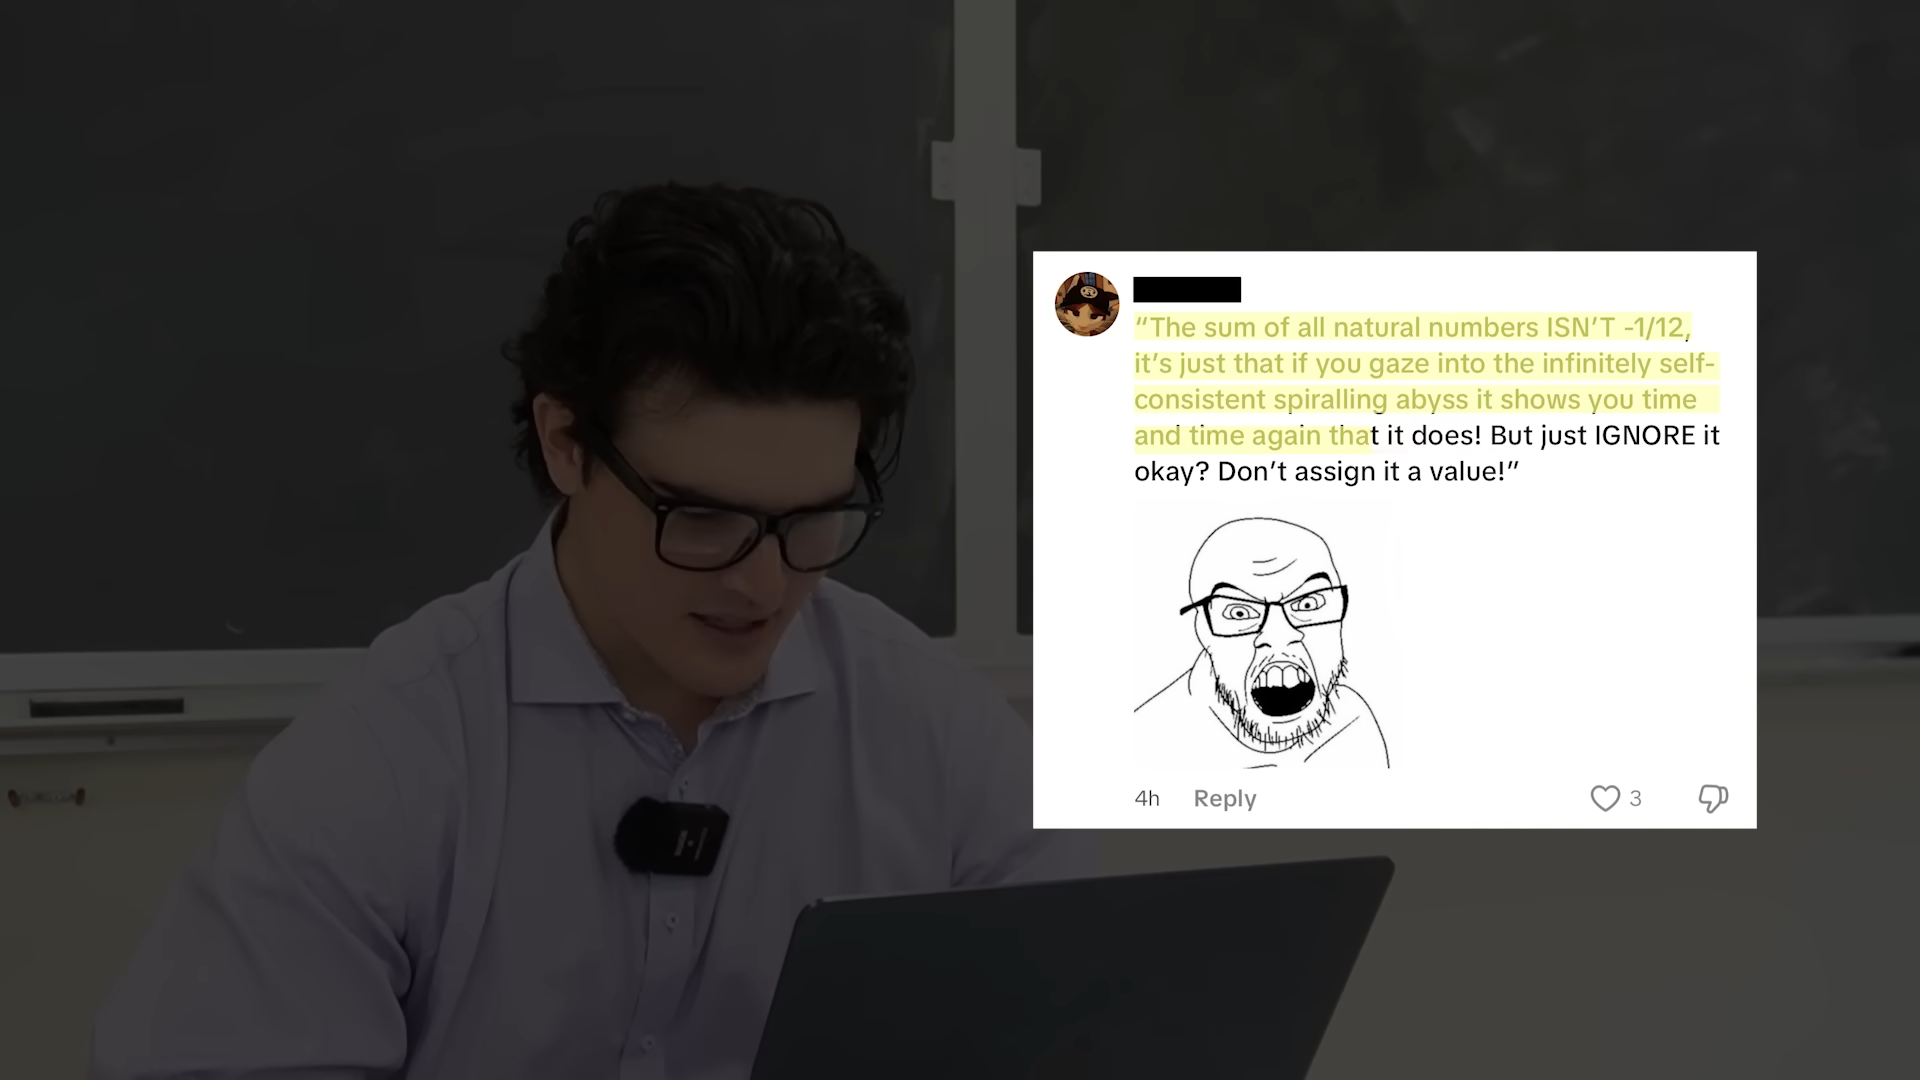 “The sum of all natural numbers ISN’T -1/12,
it’s just that if you gaze into the infinitely self-
consistent spiralling abyss it shows you time
and time again that it does! But just IGNORE it
okay? Don’t assign it a value!”
4h Reply 3